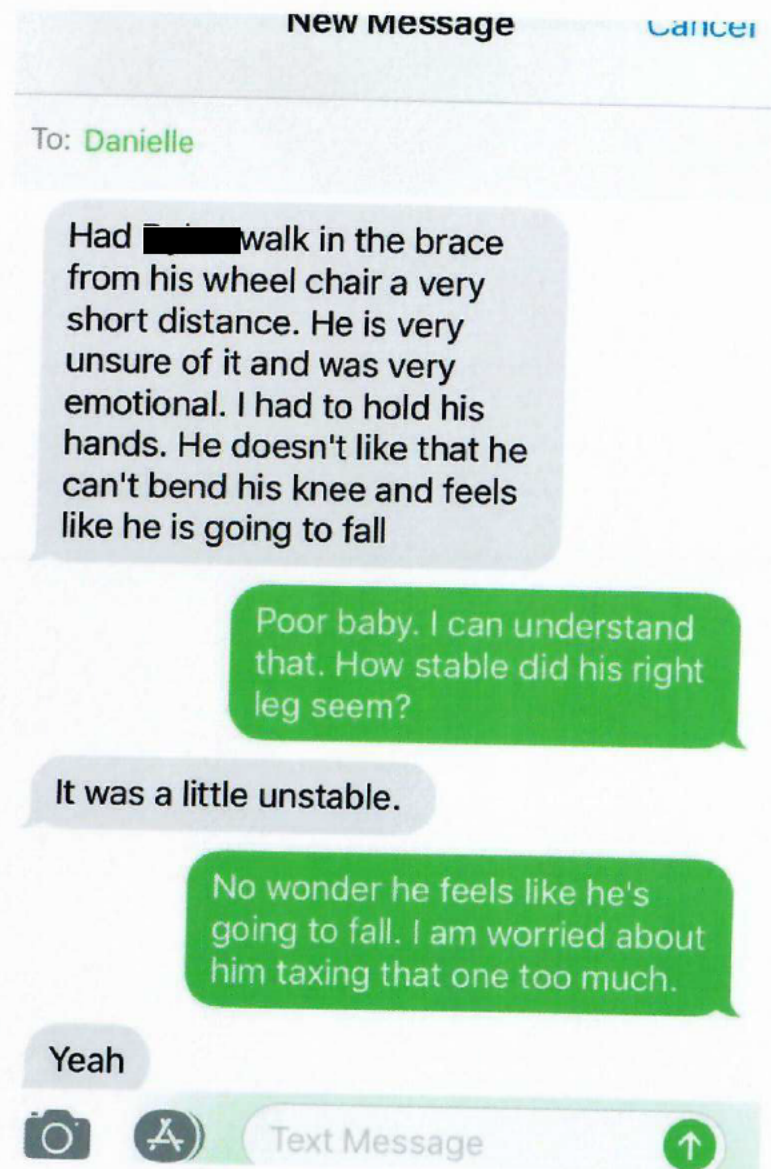 New Message
Cancel
To: Danielle
Had walk in the brace
from his wheel chair a very
short distance. He is very
unsure of it and was very
emotional. I had to hold his
hands. He doesn't like that he
can't bend his knee and feels
like he is going to fall
Poor baby. I can understand
that. How stable did his right
leg seem?
It was a little unstable.
No wonder he feels like he's
going to fall. I am worried about
him taxing that one too much.
Yeah
Text Message